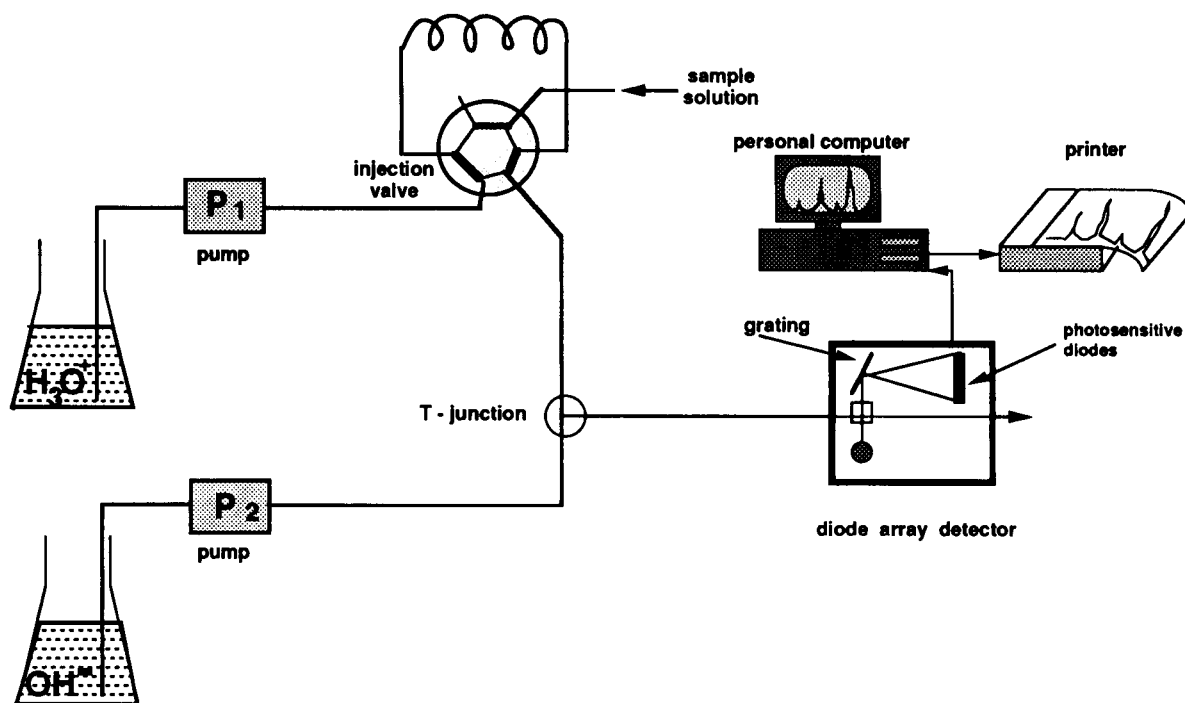 sample
solution
personal computer
printer
injection
valve
P1
pump
H3O+
grating
photosensitive
diodes
T - junction
P2
pump
diode array detector
OH